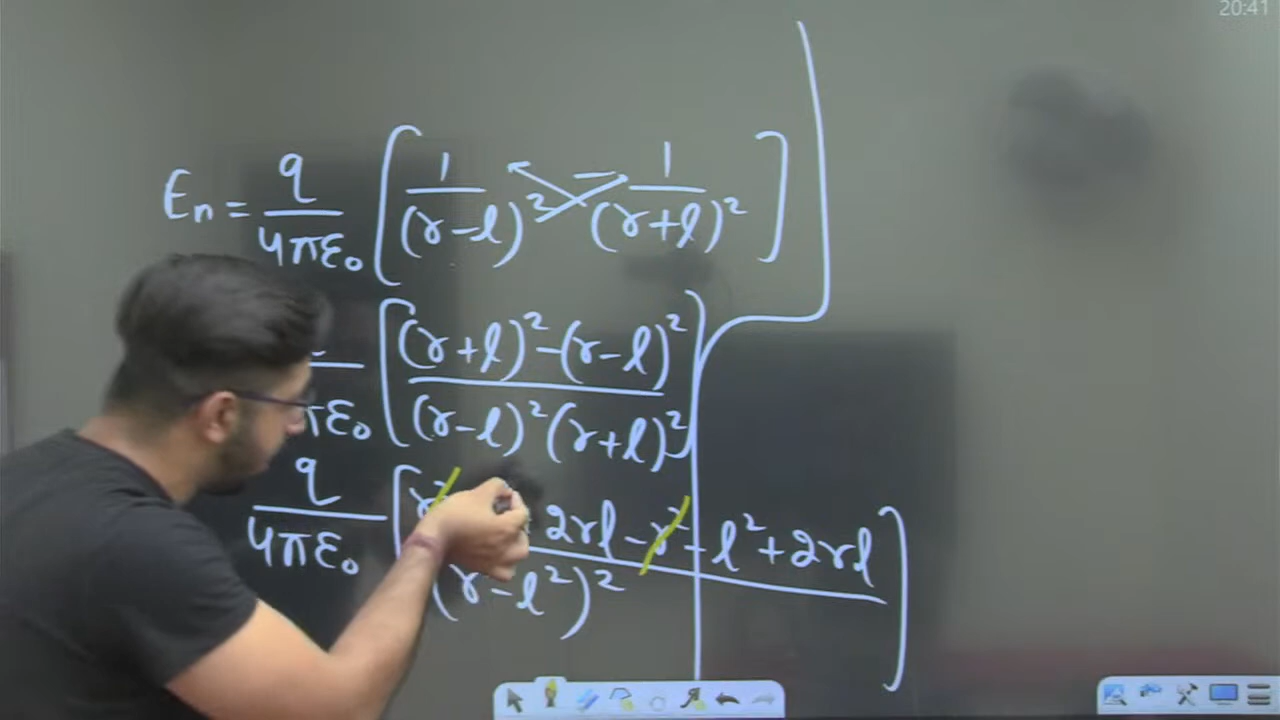 20:41
Eₙ = q/4πε₀ [ 1/(r-l)² - 1/(r+l)² ]
πε₀ [ (r+l)² - (r-l)² / (r-l)² (r+l)² ]
q/4πε₀ [ r² 2rl - r² - l² + 2rl / (r-l²)² ]